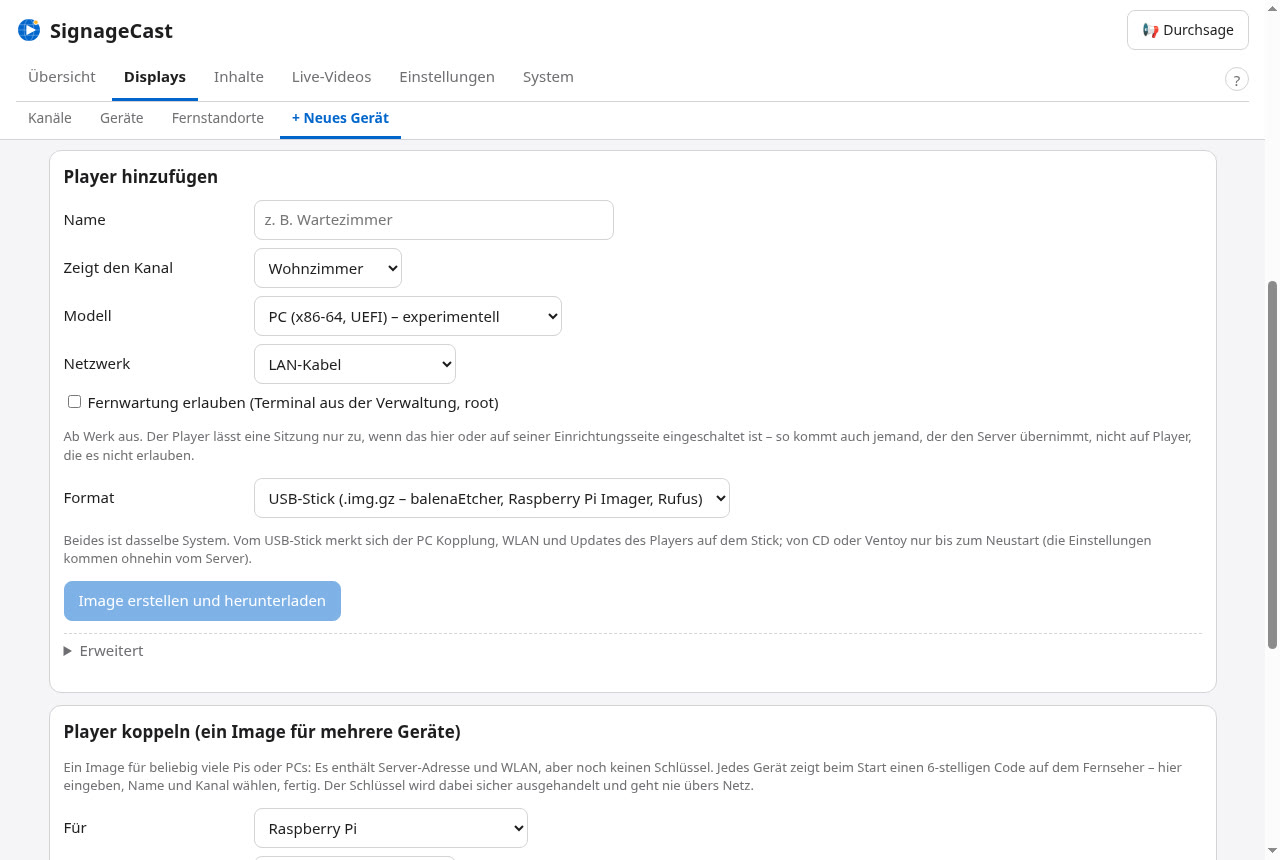 SignageCast
Durchsage
Übersicht
Displays
Inhalte
Live-Videos
Einstellungen
System
?
Kanäle
Geräte
Fernstandorte
+ Neues Gerät
Player hinzufügen
Name
z. B. Wartezimmer
Zeigt den Kanal
Wohnzimmer
Modell
PC (x86-64, UEFI) – experimentell
Netzwerk
LAN-Kabel
Fernwartung erlauben (Terminal aus der Verwaltung, root)
Ab Werk aus. Der Player lässt eine Sitzung nur zu, wenn das hier oder auf seiner Einrichtungsseite eingeschaltet ist – so kommt auch jemand, der den Server übernimmt, nicht auf Player,
die es nicht erlauben.
Format
USB-Stick (.img.gz – balenaEtcher, Raspberry Pi Imager, Rufus)
Beides ist dasselbe System. Vom USB-Stick merkt sich der PC Kopplung, WLAN und Updates des Players auf dem Stick; von CD oder Ventoy nur bis zum Neustart (die Einstellungen
kommen ohnehin vom Server).
Image erstellen und herunterladen
Erweitert
Player koppeln (ein Image für mehrere Geräte)
Ein Image für beliebig viele Pis oder PCs: Es enthält Server-Adresse und WLAN, aber noch keinen Schlüssel. Jedes Gerät zeigt beim Start einen 6-stelligen Code auf dem Fernseher – hier
eingeben, Name und Kanal wählen, fertig. Der Schlüssel wird dabei sicher ausgehandelt und geht nie übers Netz.
Für
Raspberry Pi